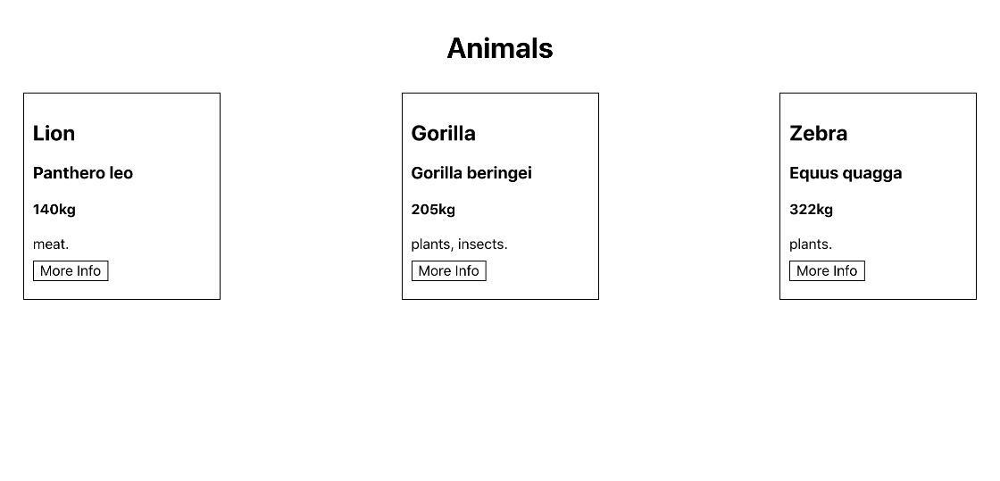 Animals
Lion
Panthero leo
140kg
meat.
More Info
Gorilla
Gorilla beringei
205kg
plants, insects.
More Info
Zebra
Equus quagga
322kg
plants.
More Info